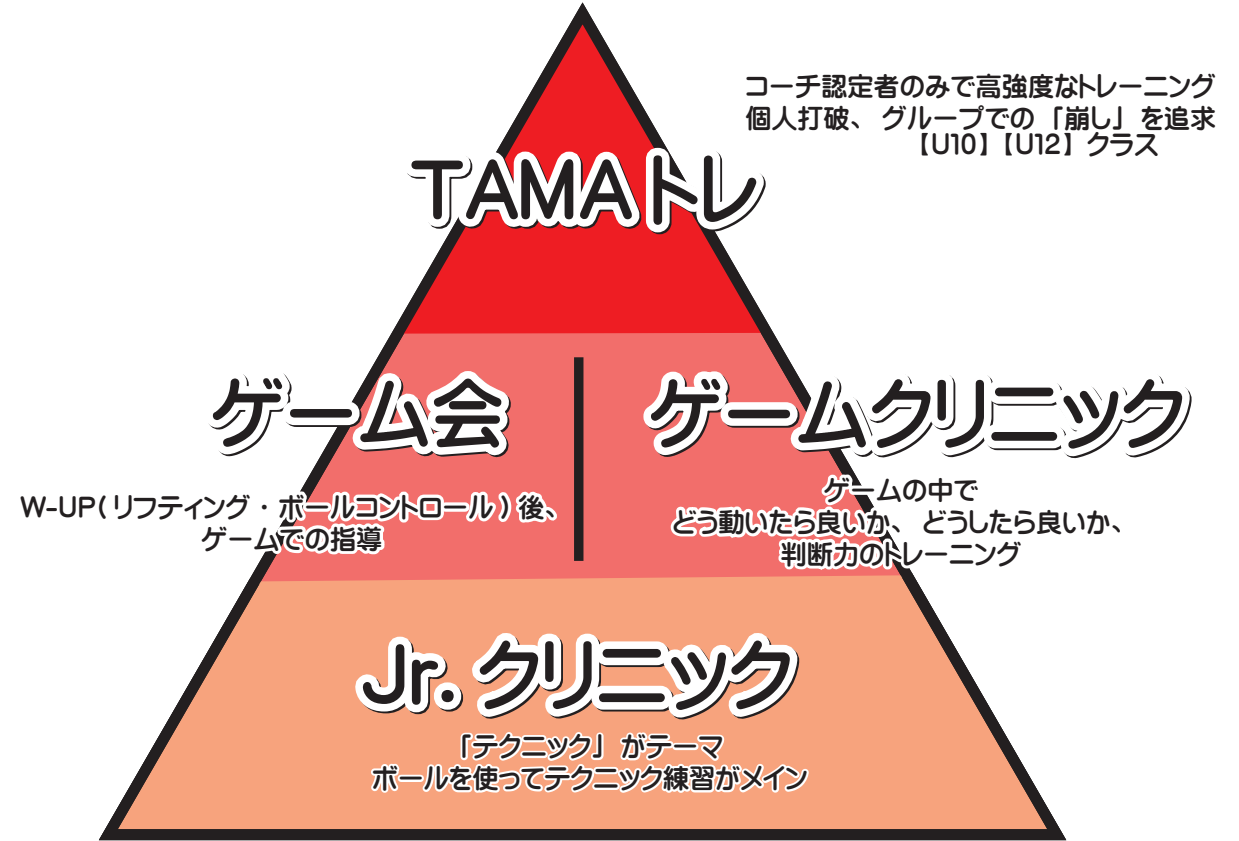 コーチ認定者のみで高強度なトレーニング
個人打破、グループでの「崩し」を追求
【U10】【U12】クラス
TAMAトレ
ゲーム会
W-UP(リフティング・ボールコントロール)後、
ゲームでの指導
ゲームクリニック
ゲームの中で
どう動いたら良いか、どうしたら良いか、
判断力のトレーニング
Jr.クリニック
「テクニック」がテーマ
ボールを使ってテクニック練習がメイン